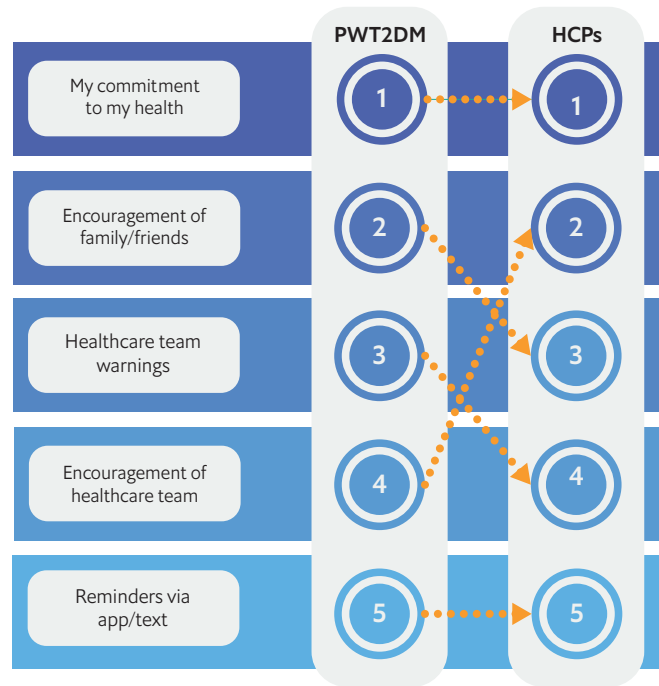 PWT2DM HCPs
My commitment
to my health
1 1
Encouragement of
family/friends
2 2
Healthcare team
warnings
3 3
Encouragement of
healthcare team
4 4
Reminders via
app/text
5 5